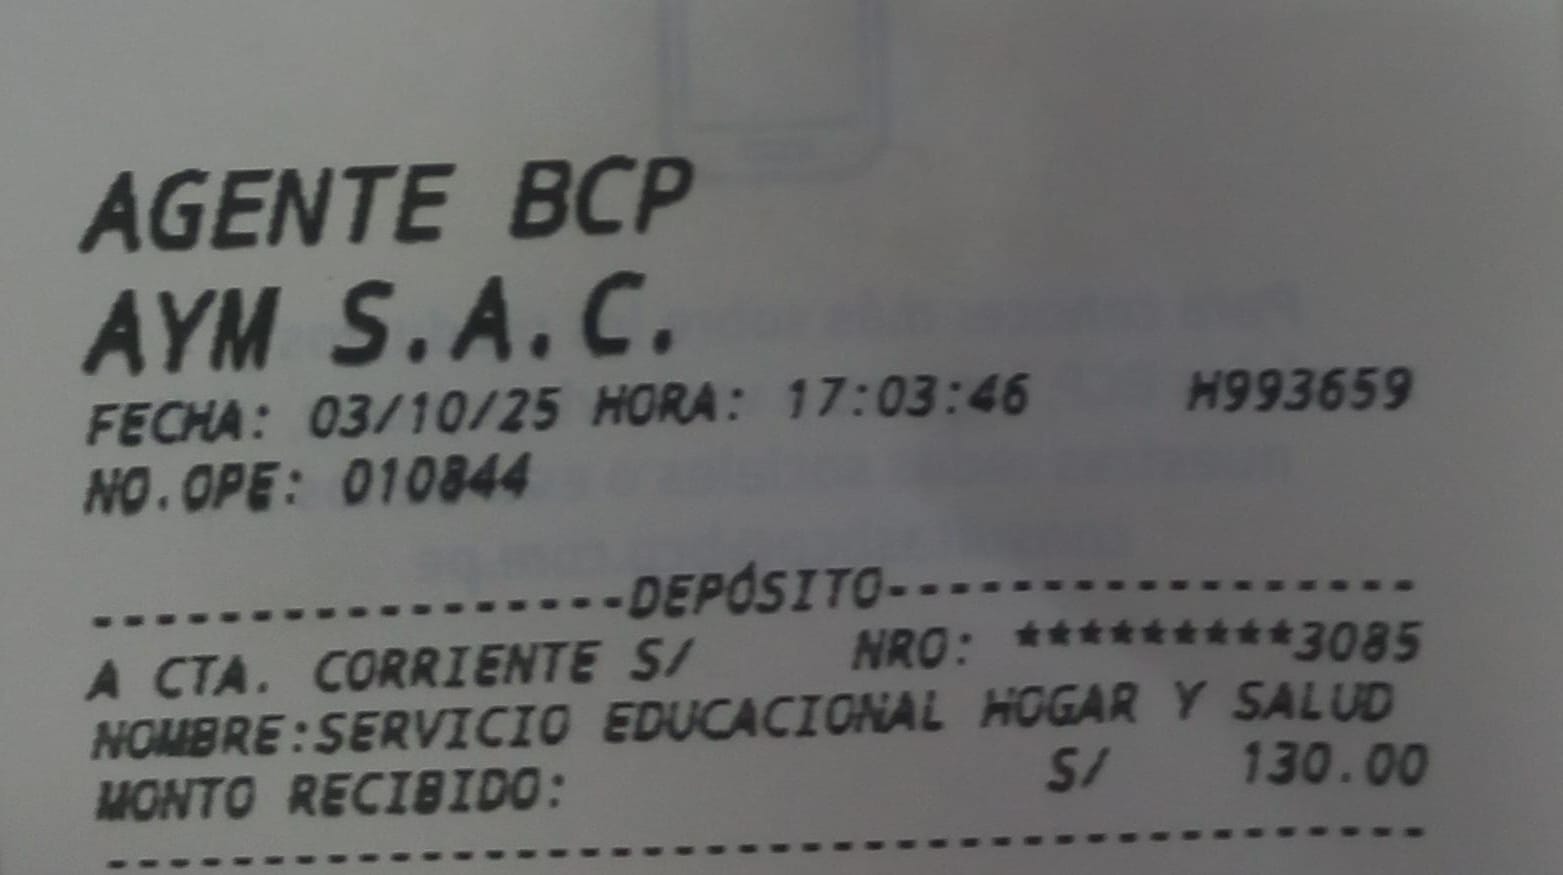 AGENTE BCP
AYM S.A.C.
FECHA: 03/10/25 HORA: 17:03:46 H993659
NO.OPE: 010844
-----------------DEPÓSITO-----------------
A CTA. CORRIENTE S/ NRO: *********3085
NOMBRE:SERVICIO EDUCACIONAL HOGAR Y SALUD
MONTO RECIBIDO: S/ 130.00